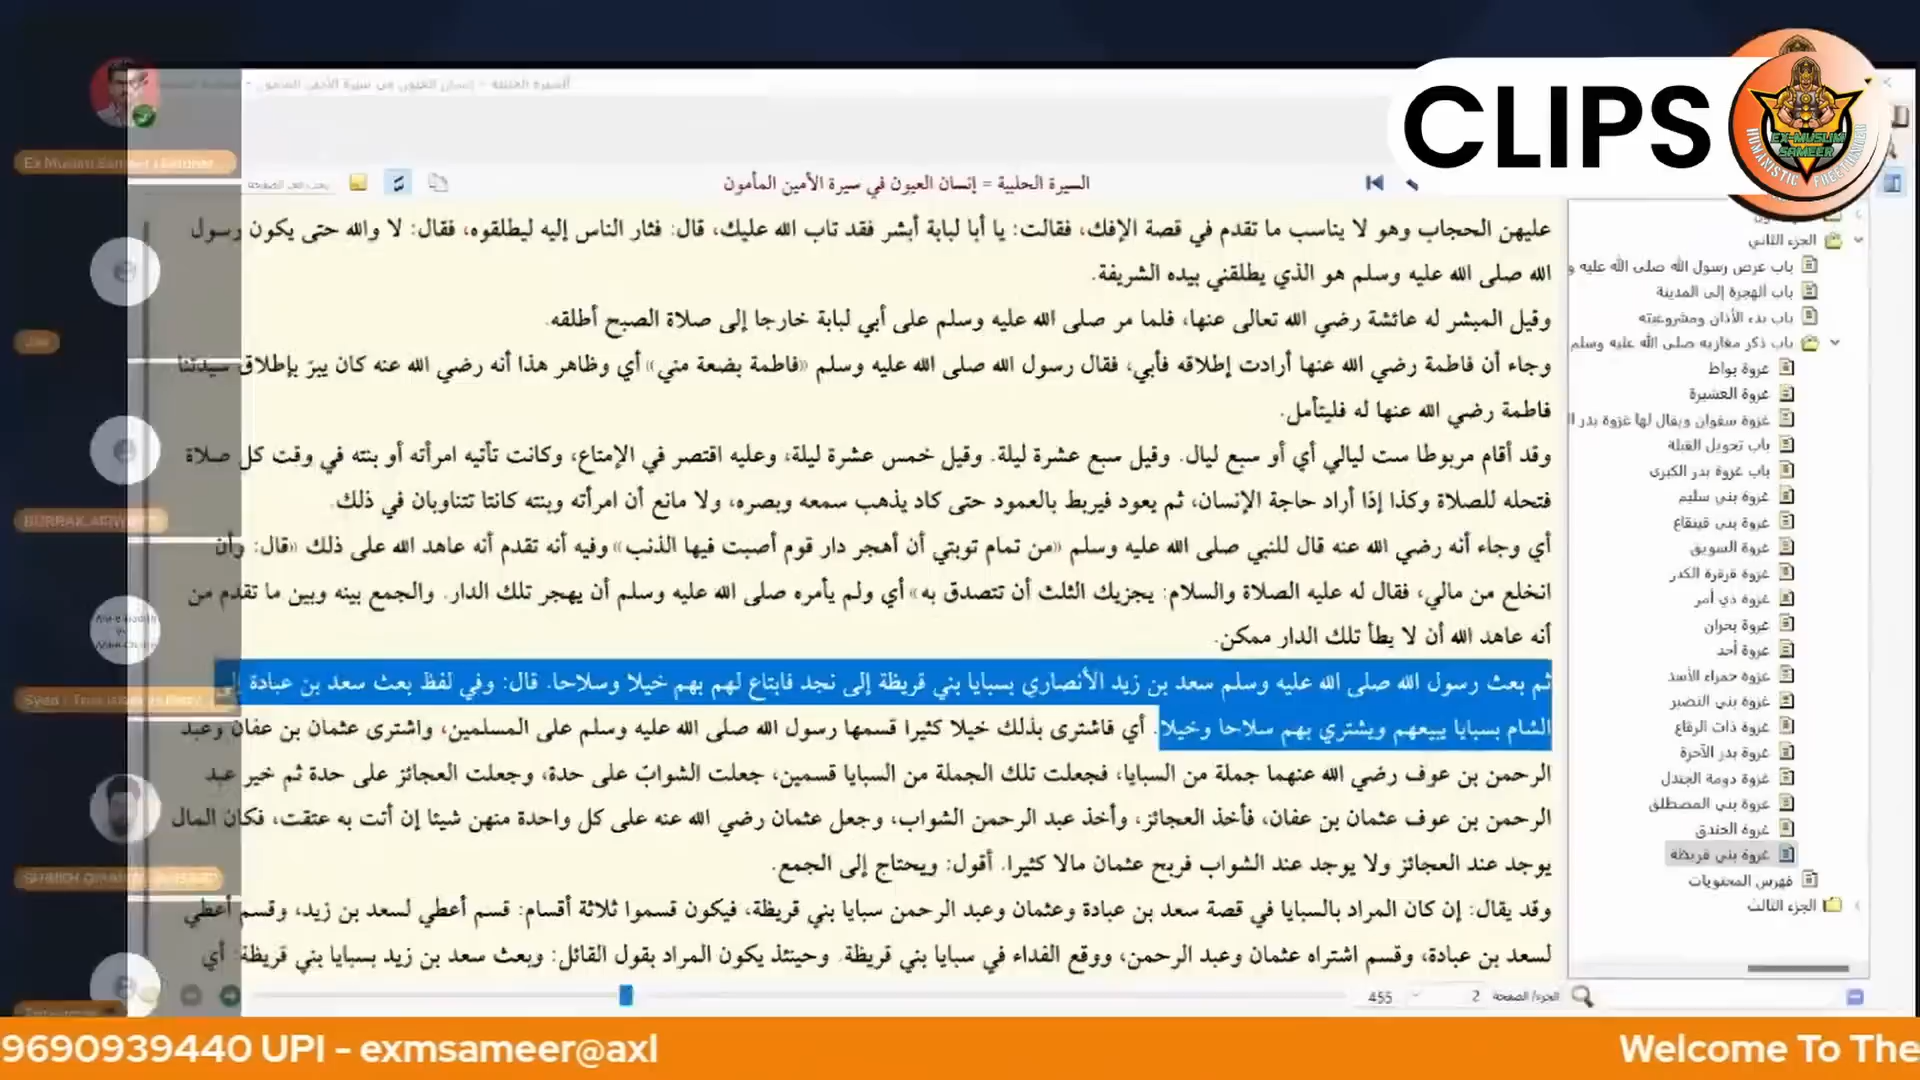 CLIPS
EX-MUSLIM
SAMEER
السيرة الحلبية = إنسان العيون في سيرة الأمين المأمون
عليهن الحجاب وهو لا يناسب ما تقدم في قصة الإفك، فقالت: يا أبا لبابة أبشر فقد تاب الله عليك، قال: فثار الناس إليه ليطلقوه، فقال: لا والله حتى يكون رسول
الله صلى الله عليه وسلم هو الذي يطلقني بيده الشريفة.
وقيل المبشر له عائشة رضي الله تعالى عنها، فلما مر صلى الله عليه وسلم على أبي لبابة خارجا إلى صلاة الصبح أطلقه.
وجاء أن فاطمة رضي الله عنها أرادت إطلاقه فأبي، فقال رسول الله صلى الله عليه وسلم «فاطمة بضعة مني» أي وظاهر هذا أنه رضي الله عنه كان يبرّ بإطلاق سيدتنا
فاطمة رضي الله عنها له فليتأمل.
وقد أقام مربوطا ست ليالي أي أو سبع ليال. وقيل سبع عشرة ليلة. وقيل خمس عشرة ليلة، وعليه اقتصر في الإمتاع، وكانت تأتيه امرأته أو بنته في وقت كل صلاة
فتحله للصلاة وكذا إذا أراد حاجة الإنسان، ثم يعود فيربط بالعمود حتى كاد يذهب سمعه وبصره، ولا مانع أن امرأته وبنته كانتا تتناوبان في ذلك.
أي وجاء أنه رضي الله عنه قال للنبي صلى الله عليه وسلم «من تمام توبتي أن أهجر دار قوم أصبت فيها الذنب» وفيه أنه تقدم أنه عاهد الله على ذلك «قال: وأن
انخلع من مالي، فقال له عليه الصلاة والسلام: يجزيك الثلث أن تتصدق به» أي ولم يأمره صلى الله عليه وسلم أن يهجر تلك الدار. والجمع بينه وبين ما تقدم من
أنه عاهد الله أن لا يطأ تلك الدار ممكن.
ثم بعث رسول الله صلى الله عليه وسلم سعد بن زيد الأنصاري بسبايا بني قريظة إلى نجد فابتاع لهم بهم خيلا وسلاحا. قال: وفي لفظ بعث سعد بن عبادة إلى
الشام بسبايا يبيعهم ويشتري بهم سلاحا وخيلا. أي فاشترى بذلك خيلا كثيرا قسمها رسول الله صلى الله عليه وسلم على المسلمين، واشترى عثمان بن عفان وعبد
الرحمن بن عوف رضي الله عنهما جملة من السبايا، فجعلت تلك الجملة من السبايا قسمين، جعلت الشوابّ على حدة، وجعلت العجائز على حدة ثم خير عبد
الرحمن بن عوف عثمان بن عفان، فأخذ العجائز، وأخذ عبد الرحمن الشواب، وجعل عثمان رضي الله عنه على كل واحدة منهن شيئا إن أتت به عتقت، فكان المال
يوجد عند العجائز ولا يوجد عند الشواب فربح عثمان مالا كثيرا. أقول: ويحتاج إلى الجمع.
وقد يقال: إن كان المراد بالسبايا في قصة سعد بن عبادة وعثمان وعبد الرحمن سبايا بني قريظة، فيكون قسموا ثلاثة أقسام: قسم أعطي لسعد بن زيد، وقسم أعطي
لسعد بن عبادة، وقسم اشتراه عثمان وعبد الرحمن، ووقع الفداء في سبايا بني قريظة. وحينئذ يكون المراد بقول القائل: وبعث سعد بن زيد بسبايا بني قريظة: أي
الجزء الثاني
باب عرض رسول الله صلى الله عليه و
باب الهجرة إلى المدينة
باب بدء الأذان ومشروعيته
باب ذكر مغازيه صلى الله عليه وسلم
غزوة بواط
غزوة العشيرة
غزوة سفوان ويقال لها غزوة بدر ال
باب تحويل القبلة
باب غزوة بدر الكبرى
غزوة بني سليم
غزوة بني قينقاع
غزوة السويق
غزوة قرقرة الكدر
غزوة ذي أمر
غزوة بحران
غزوة أحد
غزوة حمراء الأسد
غزوة بني النضير
غزوة ذات الرقاع
غزوة بدر الآخرة
غزوة دومة الجندل
غزوة بني المصطلق
غزوة الخندق
غزوة بني قريظة
فهرس المحتويات
الجزء الثالث
الجزء/ الصفحة 2 455
9690939440 UPI - exmsameer@axl
Welcome To The